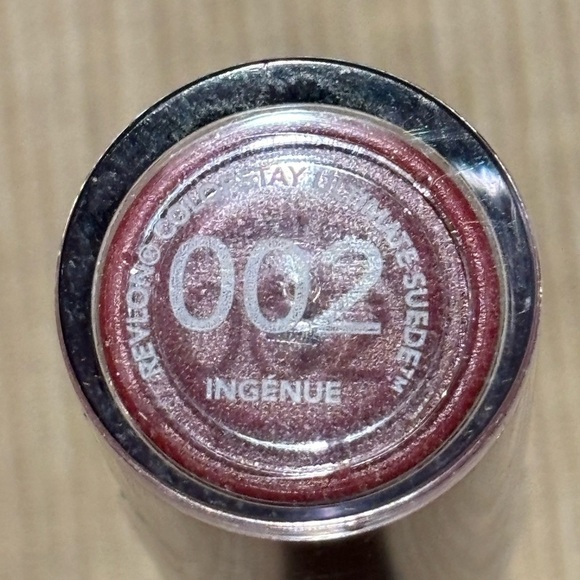 REVLON® COLORSTAY ULTIMATE SUEDE™
002
INGÉNUE